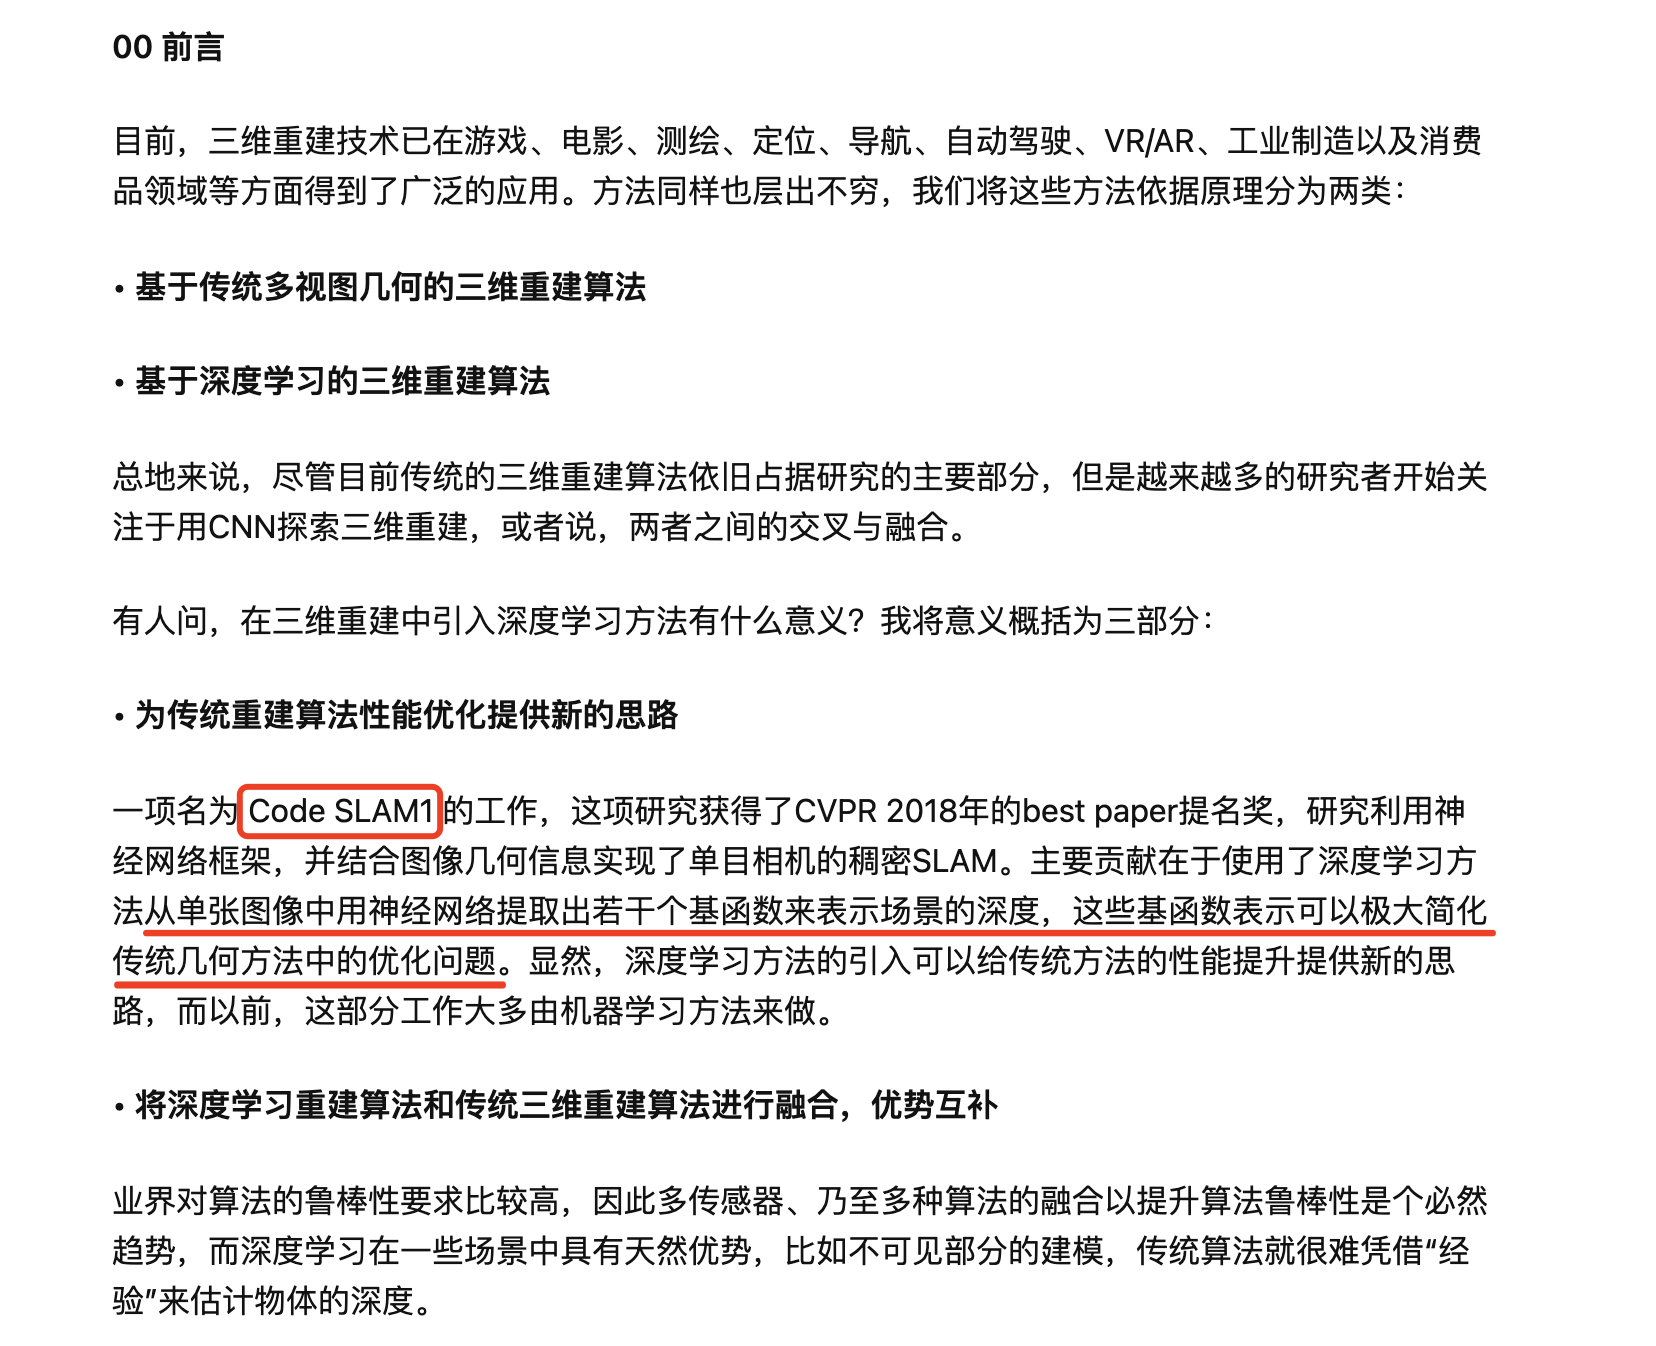 00 前言
目前，三维重建技术已在游戏、电影、测绘、定位、导航、自动驾驶、VR/AR、工业制造以及消费
品领域等方面得到了广泛的应用。方法同样也层出不穷，我们将这些方法依据原理分为两类：
• 基于传统多视图几何的三维重建算法
• 基于深度学习的三维重建算法
总地来说，尽管目前传统的三维重建算法依旧占据研究的主要部分，但是越来越多的研究者开始关
注于用CNN探索三维重建，或者说，两者之间的交叉与融合。
有人问，在三维重建中引入深度学习方法有什么意义？我将意义概括为三部分：
• 为传统重建算法性能优化提供新的思路
一项名为 Code SLAM1 的工作，这项研究获得了CVPR 2018年的best paper提名奖，研究利用神
经网络框架，并结合图像几何信息实现了单目相机的稠密SLAM。主要贡献在于使用了深度学习方
法从单张图像中用神经网络提取出若干个基函数来表示场景的深度，这些基函数表示可以极大简化
传统几何方法中的优化问题。显然，深度学习方法的引入可以给传统方法的性能提升提供新的思
路，而以前，这部分工作大多由机器学习方法来做。
• 将深度学习重建算法和传统三维重建算法进行融合，优势互补
业界对算法的鲁棒性要求比较高，因此多传感器、乃至多种算法的融合以提升算法鲁棒性是个必然
趋势，而深度学习在一些场景中具有天然优势，比如不可见部分的建模，传统算法就很难凭借“经
验”来估计物体的深度。